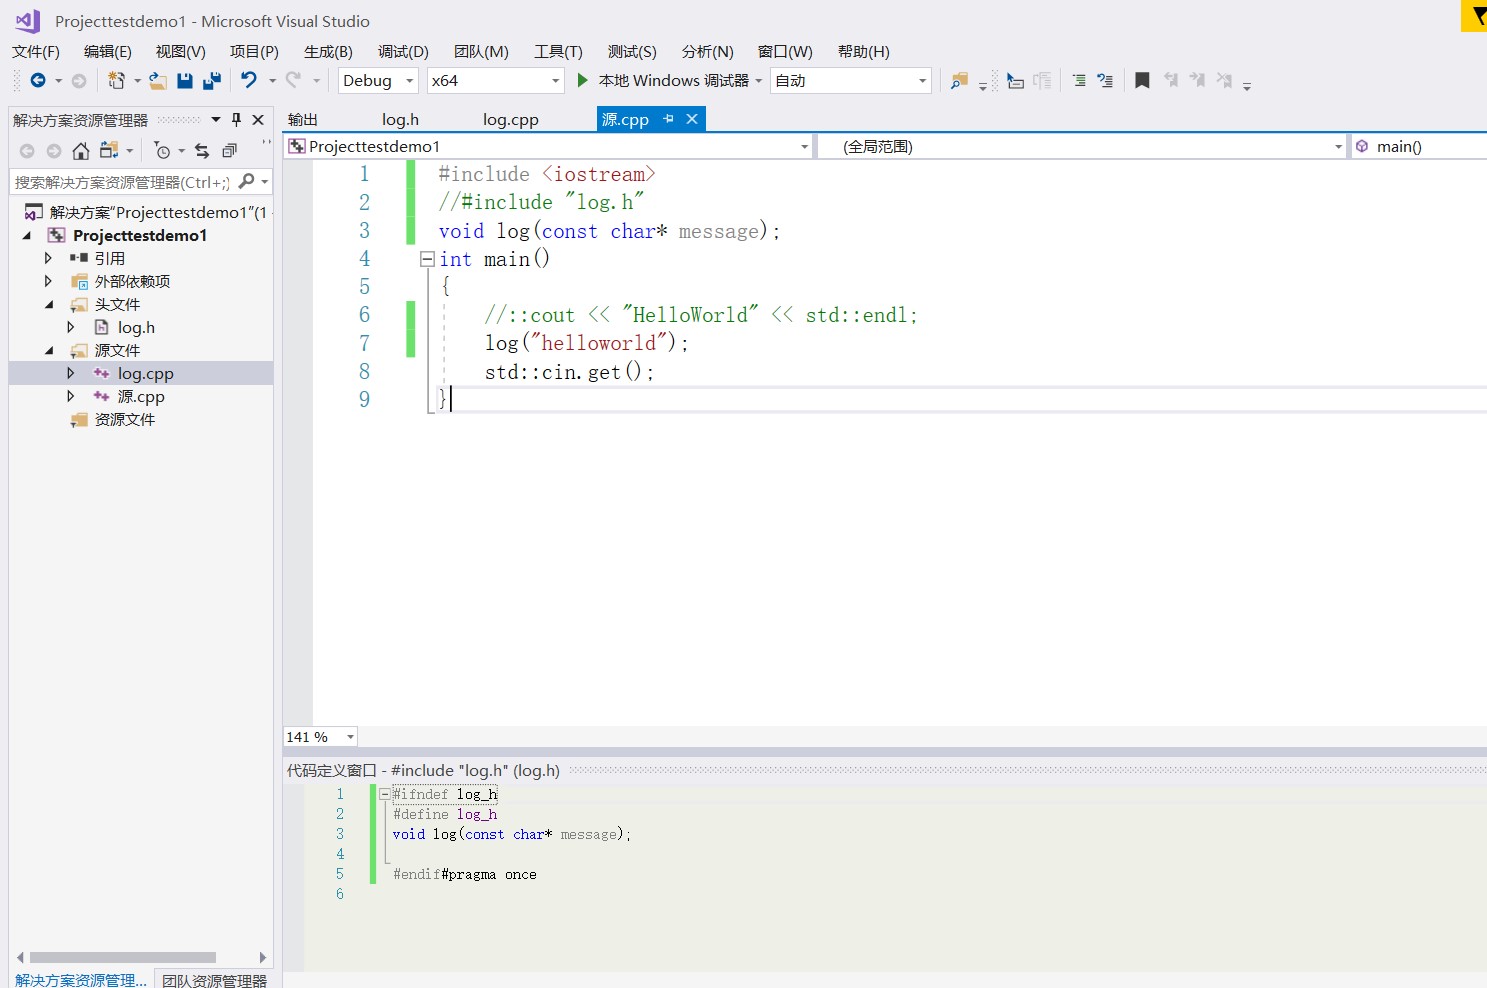 Projecttestdemo1 - Microsoft Visual Studio
文件(F) 编辑(E) 视图(V) 项目(P) 生成(B) 调试(D) 团队(M) 工具(T) 测试(S) 分析(N) 窗口(W) 帮助(H)
Debug x64 本地 Windows 调试器 自动
解决方案资源管理器
输出 log.h log.cpp 源.cpp
Projecttestdemo1 (全局范围) main()
搜索解决方案资源管理器(Ctrl+;)
解决方案"Projecttestdemo1"(1
Projecttestdemo1
引用
外部依赖项
头文件
log.h
源文件
log.cpp
源.cpp
资源文件
1 #include <iostream>
2 //#include "log.h"
3 void log(const char* message);
4 int main()
5 {
6 //::cout << "HelloWorld" << std::endl;
7 log("helloworld");
8 std::cin.get();
9 }
141 %
代码定义窗口 - #include "log.h" (log.h)
1 #ifndef log_h
2 #define log_h
3 void log(const char* message);
4
5 #endif#pragma once
6
解决方案资源管理... 团队资源管理器